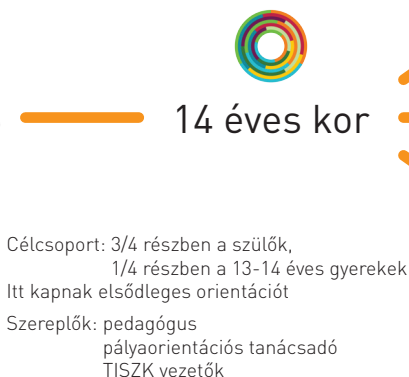 14 éves kor
Célcsoport: 3/4 részben a szülők,
1/4 részben a 13-14 éves gyerekek
Itt kapnak elsődleges orientációt
Szereplők: pedagógus
pályaorientációs tanácsadó
TISZK vezetők